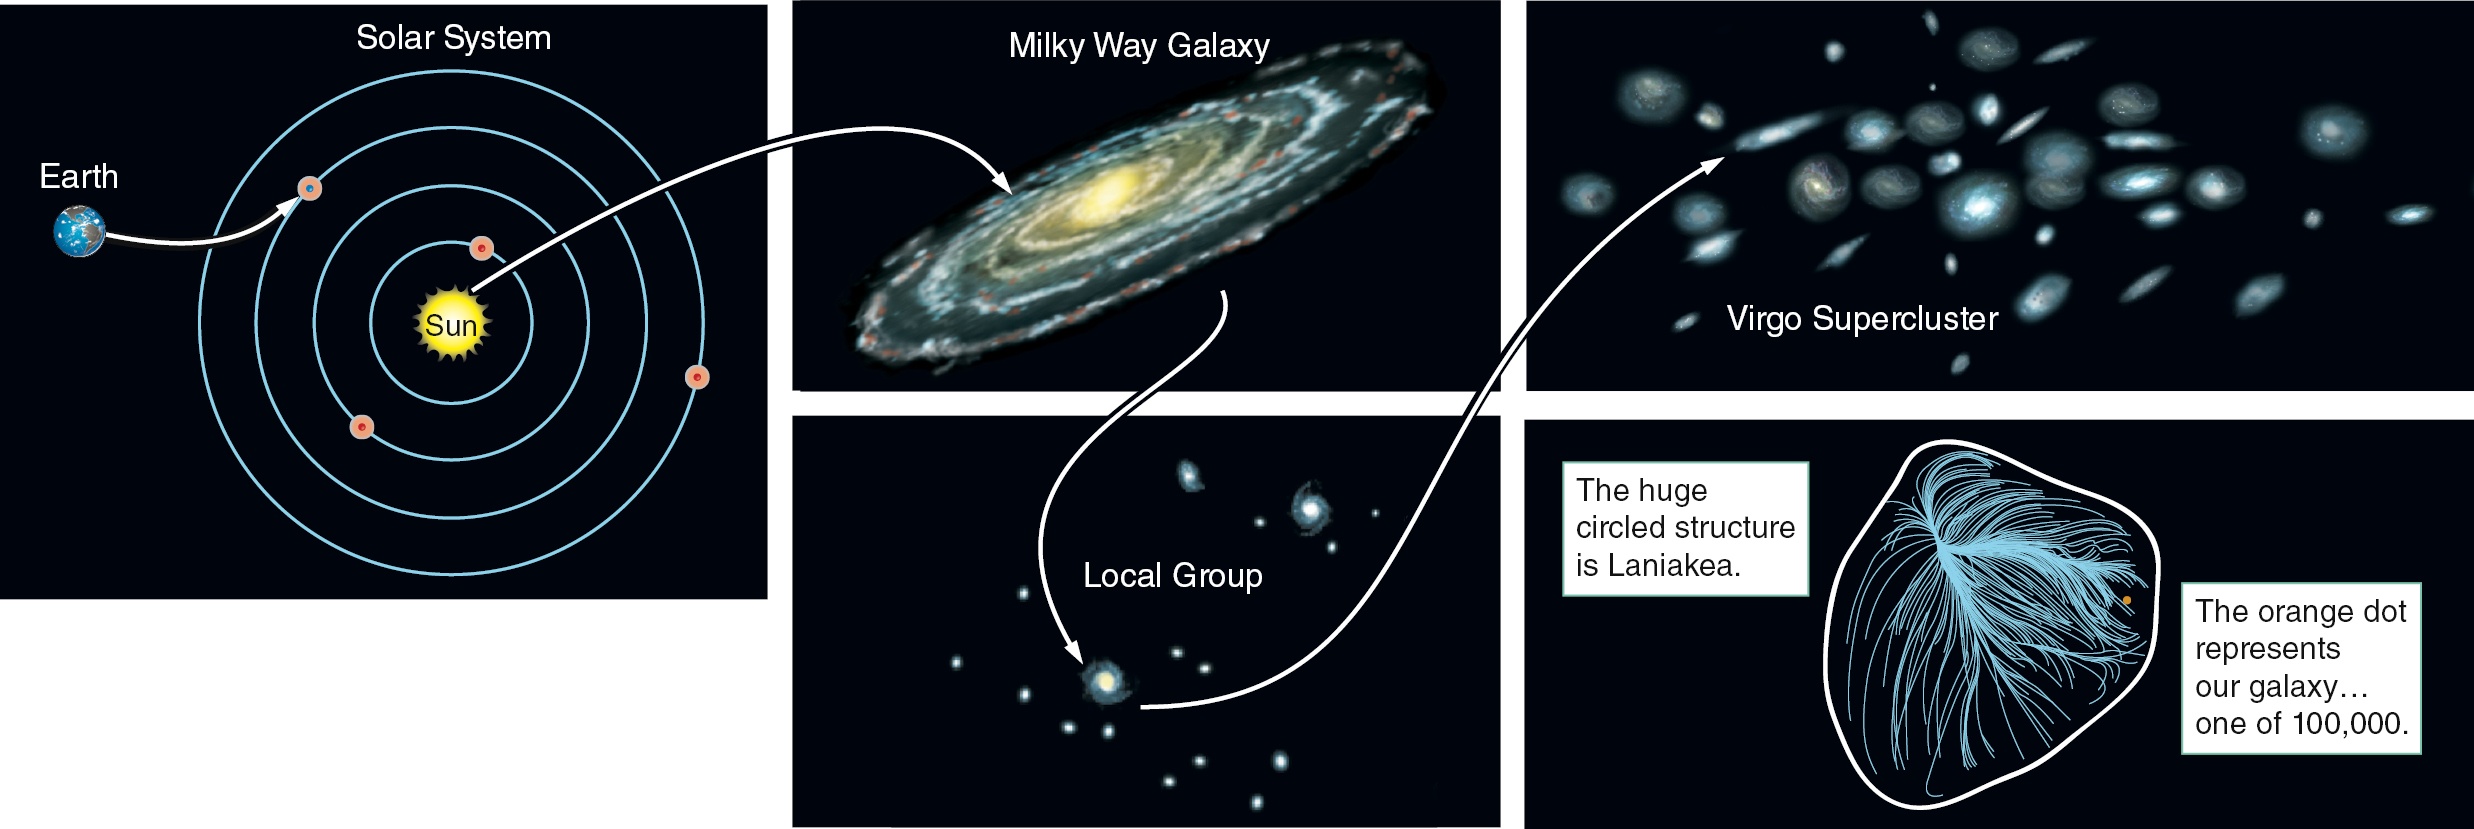 Solar System
Earth
Sun
Milky Way Galaxy
Local Group
Virgo Supercluster
The huge
circled structure
is Laniakea.
The orange dot
represents
our galaxy…
one of 100,000.